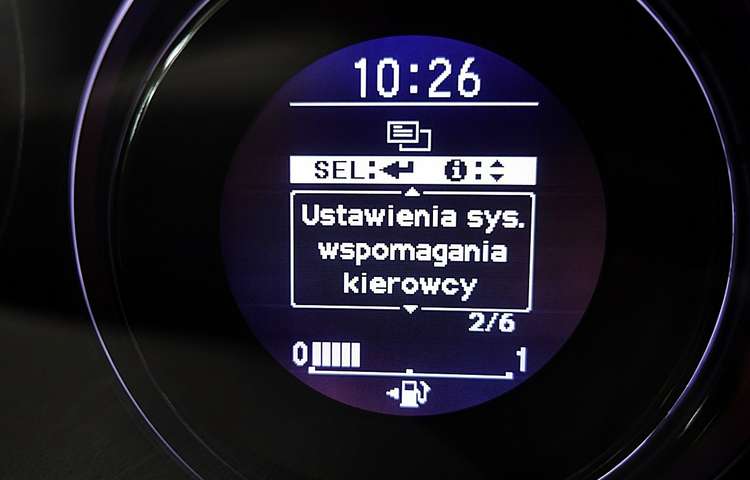 10:26
SEL: i:
Ustawienia sys.
wspomagania
kierowcy
2/6
0 1